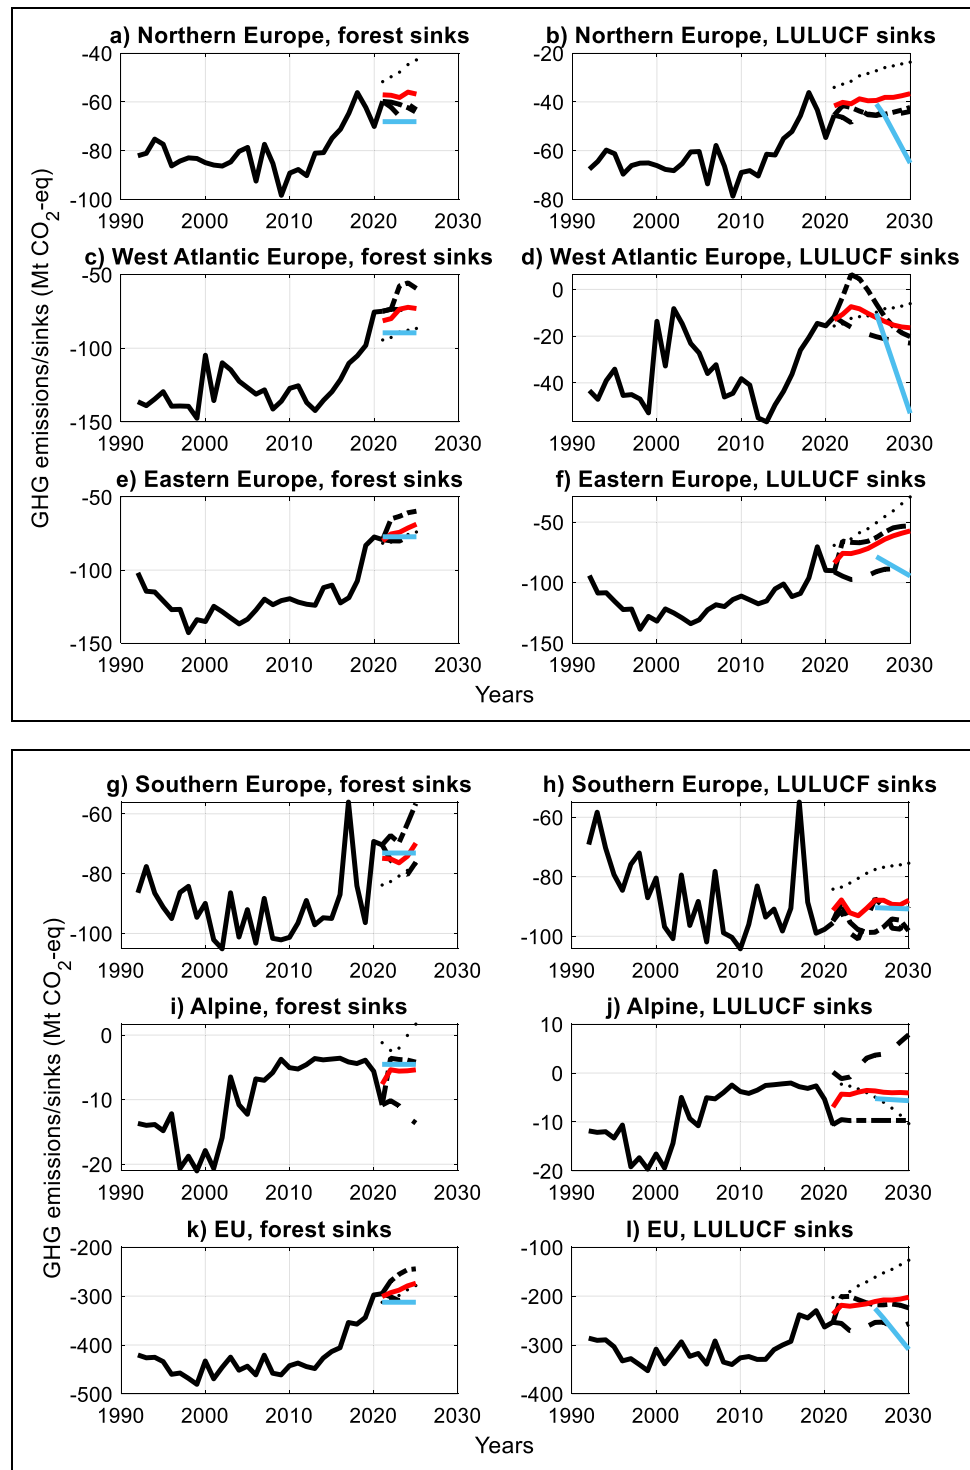 a) Northern Europe, forest sinks
b) Northern Europe, LULUCF sinks
-40
-60
-80
-100
1990 2000 2010 2020 2030
-20
-40
-60
-80
1990 2000 2010 2020 2030
GHG emissions/sinks (Mt CO2-eq)
c) West Atlantic Europe, forest sinks
d) West Atlantic Europe, LULUCF sinks
-50
-100
-150
1990 2000 2010 2020 2030
0
-20
-40
1990 2000 2010 2020 2030
e) Eastern Europe, forest sinks
f) Eastern Europe, LULUCF sinks
-50
-100
-150
1990 2000 2010 2020 2030
-50
-100
-150
1990 2000 2010 2020 2030
Years
g) Southern Europe, forest sinks
h) Southern Europe, LULUCF sinks
-60
-80
-100
1990 2000 2010 2020 2030
-60
-80
-100
1990 2000 2010 2020 2030
GHG emissions/sinks (Mt CO2-eq)
i) Alpine, forest sinks
j) Alpine, LULUCF sinks
0
-10
-20
1990 2000 2010 2020 2030
10
0
-10
-20
1990 2000 2010 2020 2030
k) EU, forest sinks
l) EU, LULUCF sinks
-200
-300
-400
-500
1990 2000 2010 2020 2030
-100
-200
-300
-400
1990 2000 2010 2020 2030
Years